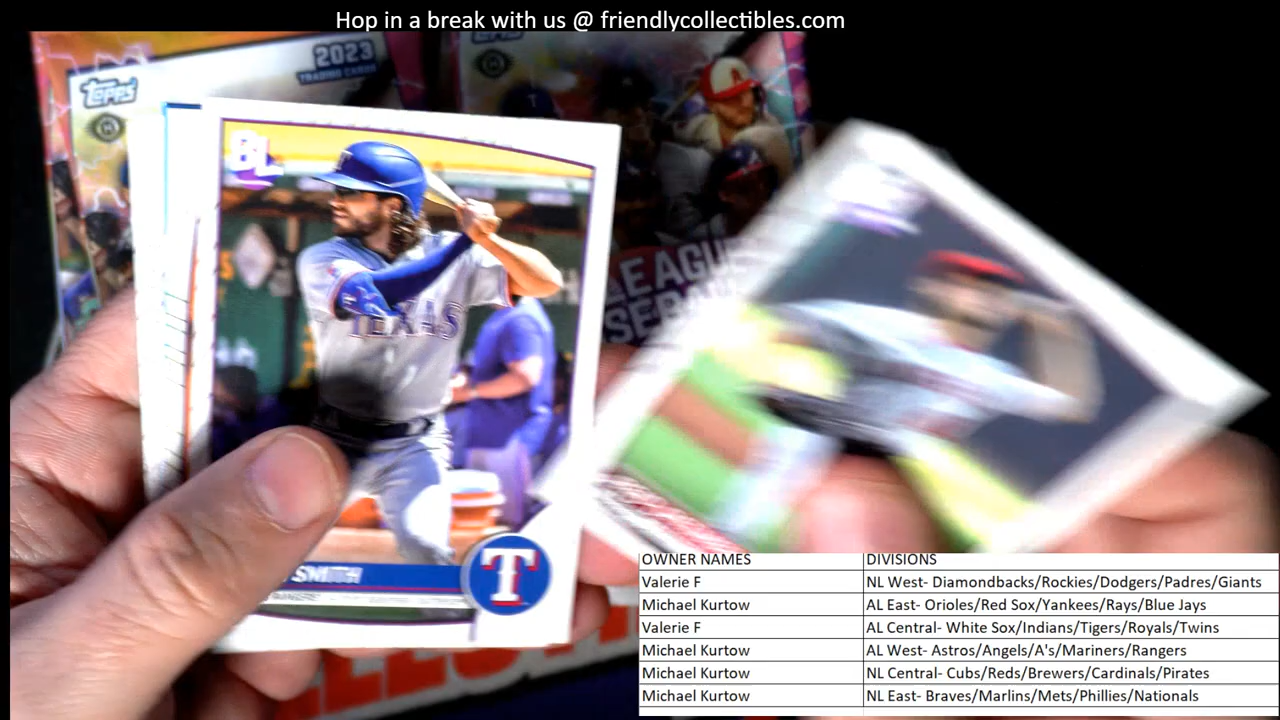 Hop in a break with us @ friendlycollectibles.com
topps
2023
TRADING CARDS
BL
LEAGUE
TEXAS
SMITH
T
OWNER NAMES DIVISIONS
Valerie F NL West- Diamondbacks/Rockies/Dodgers/Padres/Giants
Michael Kurtow AL East- Orioles/Red Sox/Yankees/Rays/Blue Jays
Valerie F AL Central- White Sox/Indians/Tigers/Royals/Twins
Michael Kurtow AL West- Astros/Angels/A's/Mariners/Rangers
Michael Kurtow NL Central- Cubs/Reds/Brewers/Cardinals/Pirates
Michael Kurtow NL East- Braves/Marlins/Mets/Phillies/Nationals